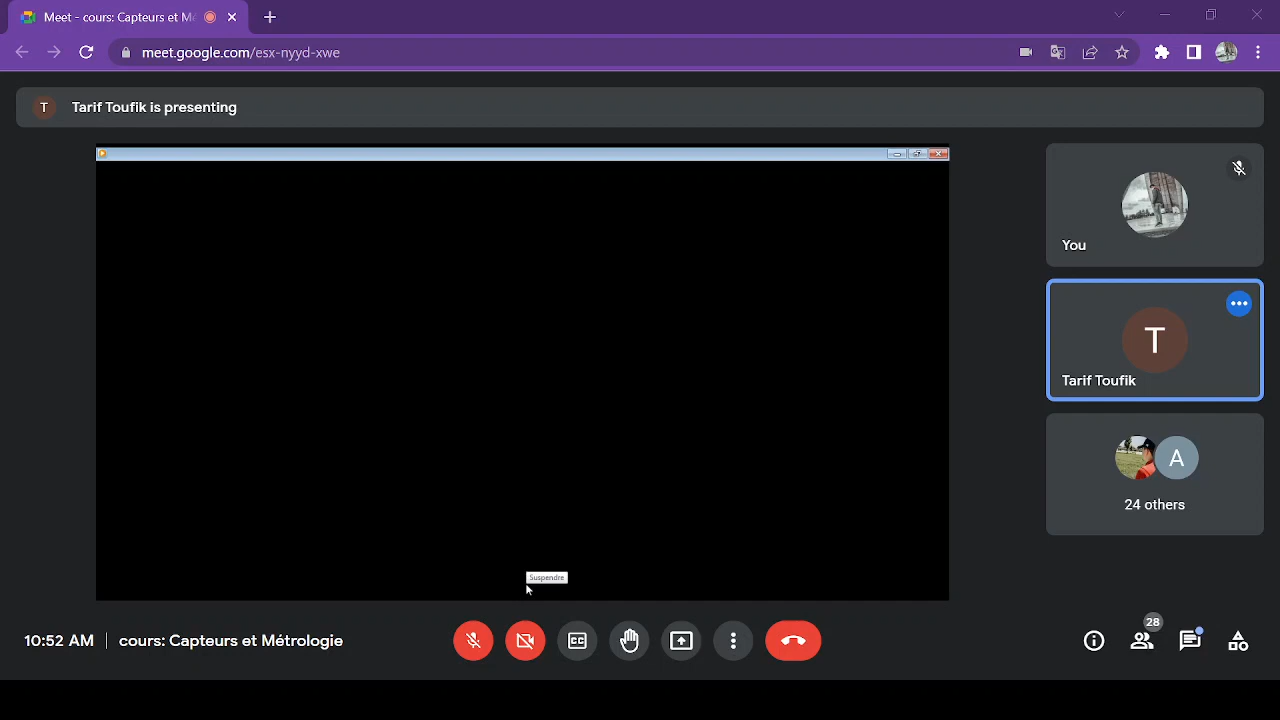 Meet - cours: Capteurs et M
meet.google.com/esx-nyyd-xwe
T Tarif Toufik is presenting
You
T
Tarif Toufik
A
24 others
Suspendre
10:52 AM cours: Capteurs et Métrologie
CC
28